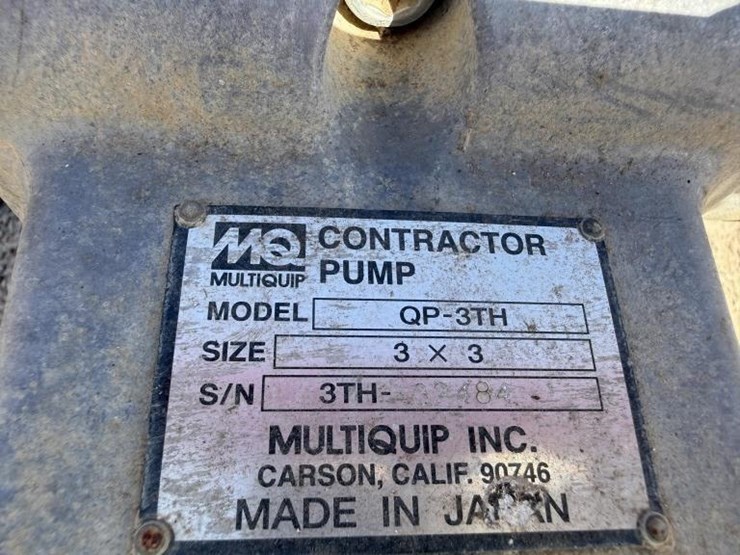 MQ CONTRACTOR
MULTIQUIP PUMP
MODEL QP-3TH
SIZE 3 × 3
S/N 3TH-
MULTIQUIP INC.
CARSON, CALIF. 90746
MADE IN JAPAN